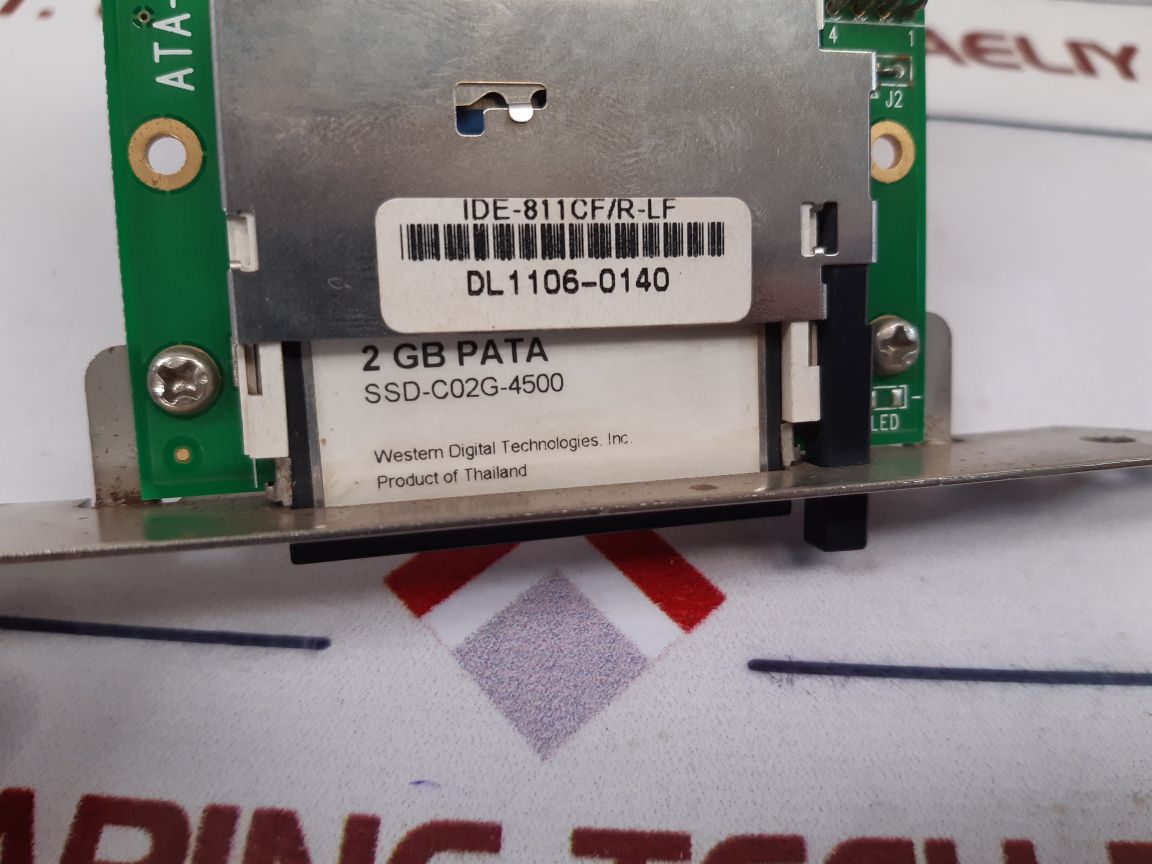 ATA-
4 1
J2
IDE-811CF/R-LF
DL1106-0140
2 GB PATA
SSD-C02G-4500
LED
Western Digital Technologies. Inc.
Product of Thailand